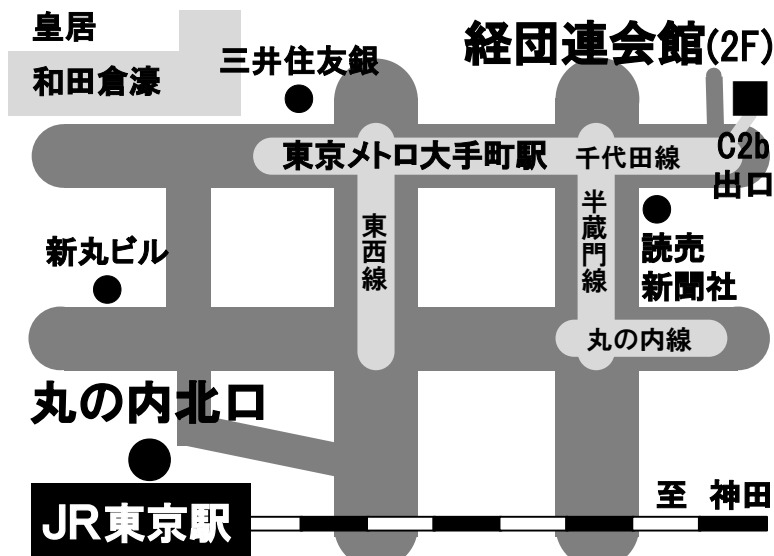 皇居
和田倉濠
三井住友銀
経団連会館(2F)
東京メトロ大手町駅
千代田線
C2b
出口
東西線
半蔵門線
読売
新聞社
新丸ビル
丸の内線
丸の内北口
JR東京駅
至 神田